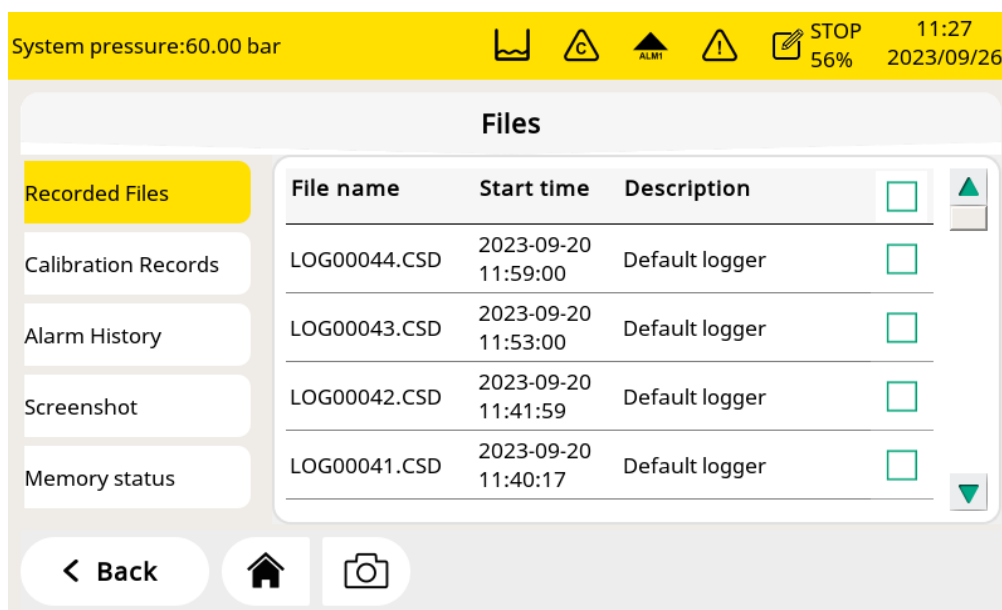 System pressure:60.00 bar
C
ALM1
!
STOP
56%
11:27
2023/09/26
Files
Recorded Files
Calibration Records
Alarm History
Screenshot
Memory status
File name Start time Description
LOG00044.CSD 2023-09-20 11:59:00 Default logger
LOG00043.CSD 2023-09-20 11:53:00 Default logger
LOG00042.CSD 2023-09-20 11:41:59 Default logger
LOG00041.CSD 2023-09-20 11:40:17 Default logger
Back